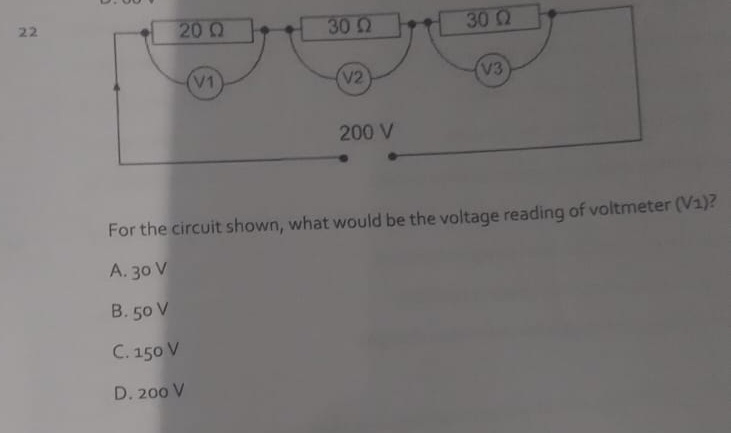 22
20 Ω
30 Ω
30 Ω
V1
V2
V3
200 V
For the circuit shown, what would be the voltage reading of voltmeter (V1)?
A. 30 V
B. 50 V
C. 150 V
D. 200 V